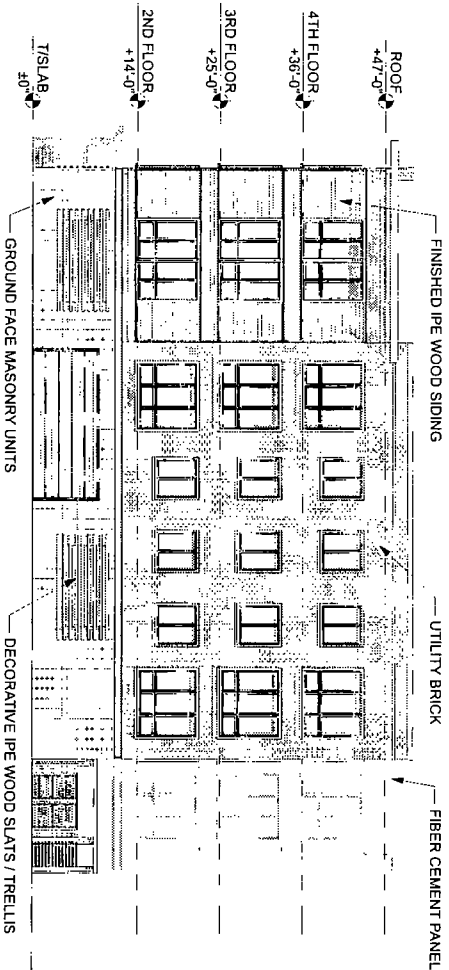 ROOF
+47'-0"
4TH FLOOR
+36'-0"
3RD FLOOR
+25'-0"
2ND FLOOR
+14'-0"
T/SLAB
±0"
FINISHED IPE WOOD SIDING
UTILITY BRICK
FIBER CEMENT PANEL
GROUND FACE MASONRY UNITS
DECORATIVE IPE WOOD SLATS / TRELLIS